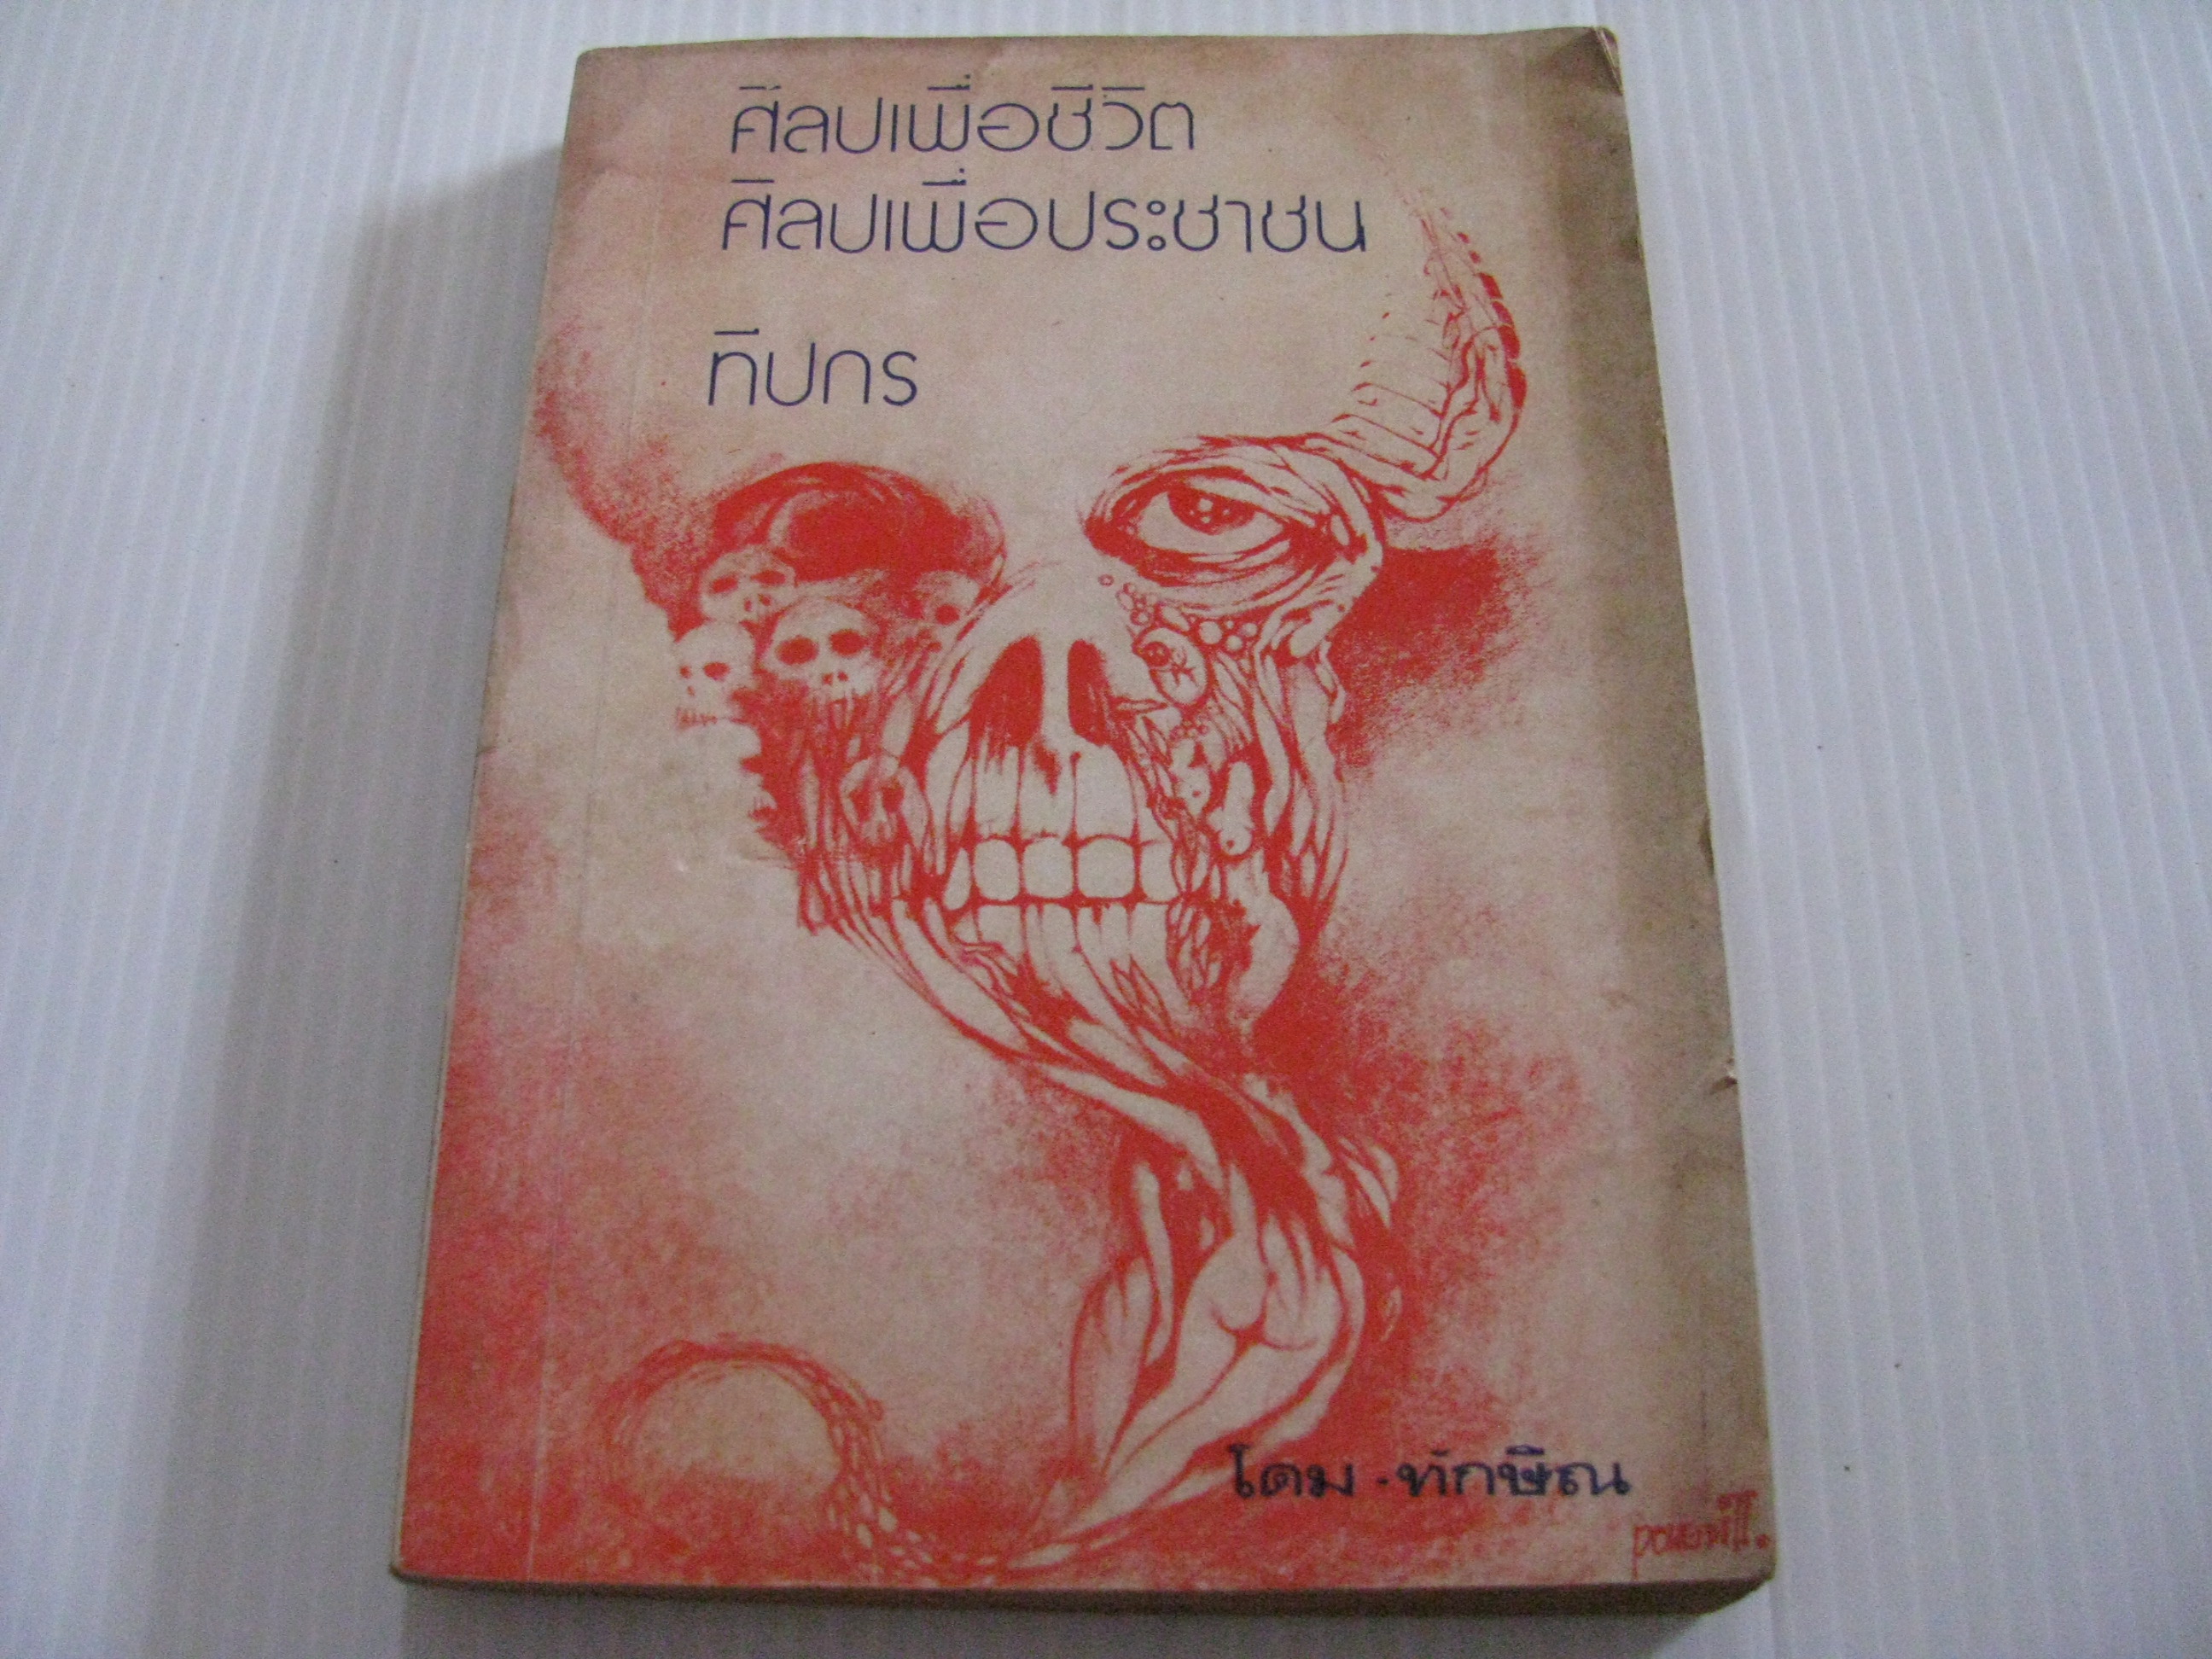 ศิลปเพื่อชีวิต
ศิลปเพื่อประชาชน
ทีปกร
โดม · ทักษิณ